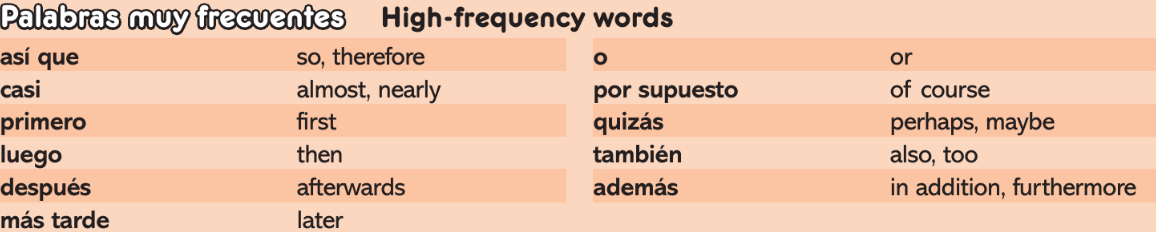 Palabras muy frecuentes High-frequency words
así que so, therefore
casi almost, nearly
primero first
luego then
después afterwards
más tarde later
o or
por supuesto of course
quizás perhaps, maybe
también also, too
además in addition, furthermore